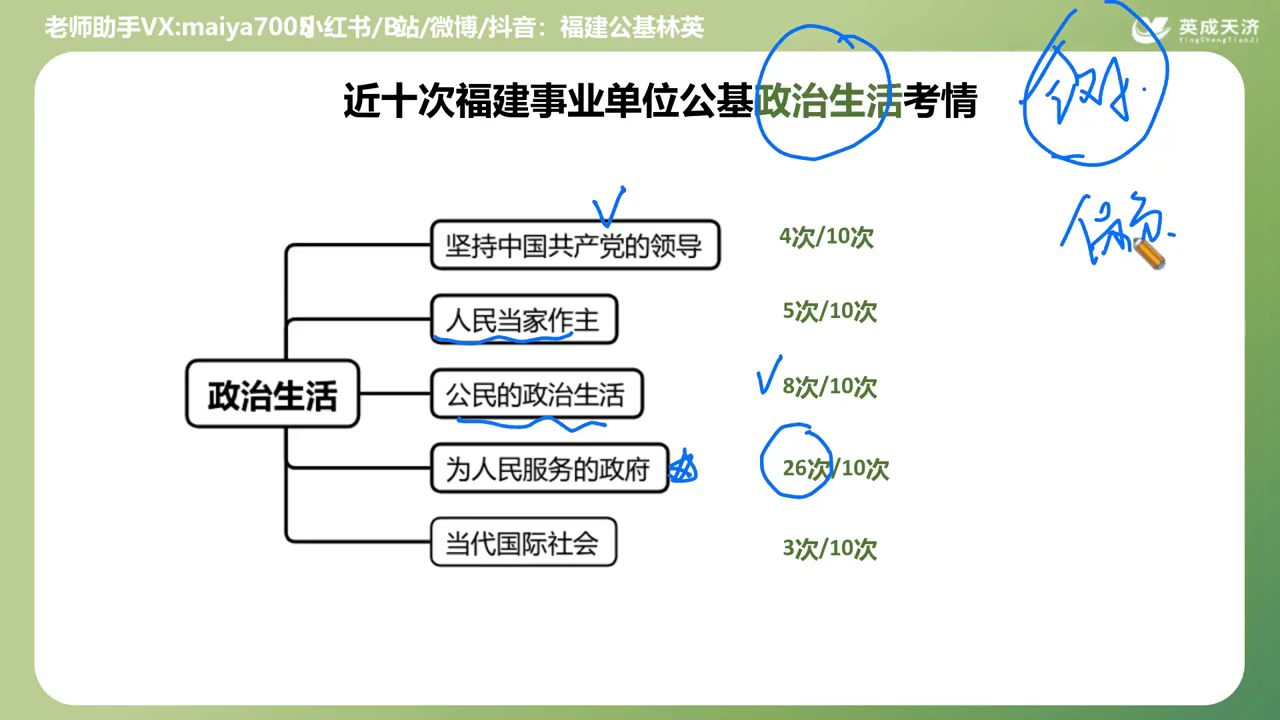 老师助手VX:maiya7005小红书/B站/微博/抖音：福建公基林英
英成天济
YingChengTianJi
近十次福建事业单位公基政治生活考情
坚持中国共产党的领导 4次/10次
人民当家作主 5次/10次
政治生活
公民的政治生活 8次/10次
为人民服务的政府 26次/10次
当代国际社会 3次/10次